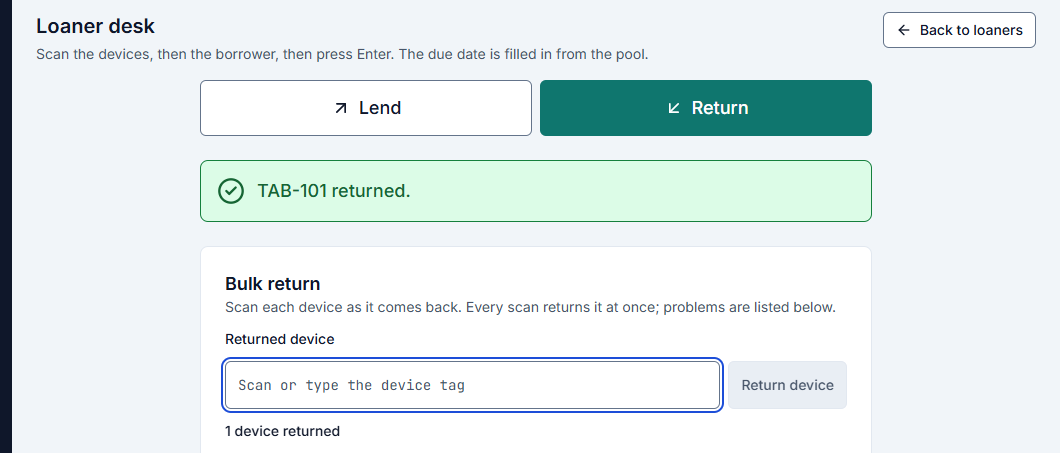 Loaner desk
Back to loaners
Scan the devices, then the borrower, then press Enter. The due date is filled in from the pool.
Lend
Return
TAB-101 returned.
Bulk return
Scan each device as it comes back. Every scan returns it at once; problems are listed below.
Returned device
Scan or type the device tag
Return device
1 device returned